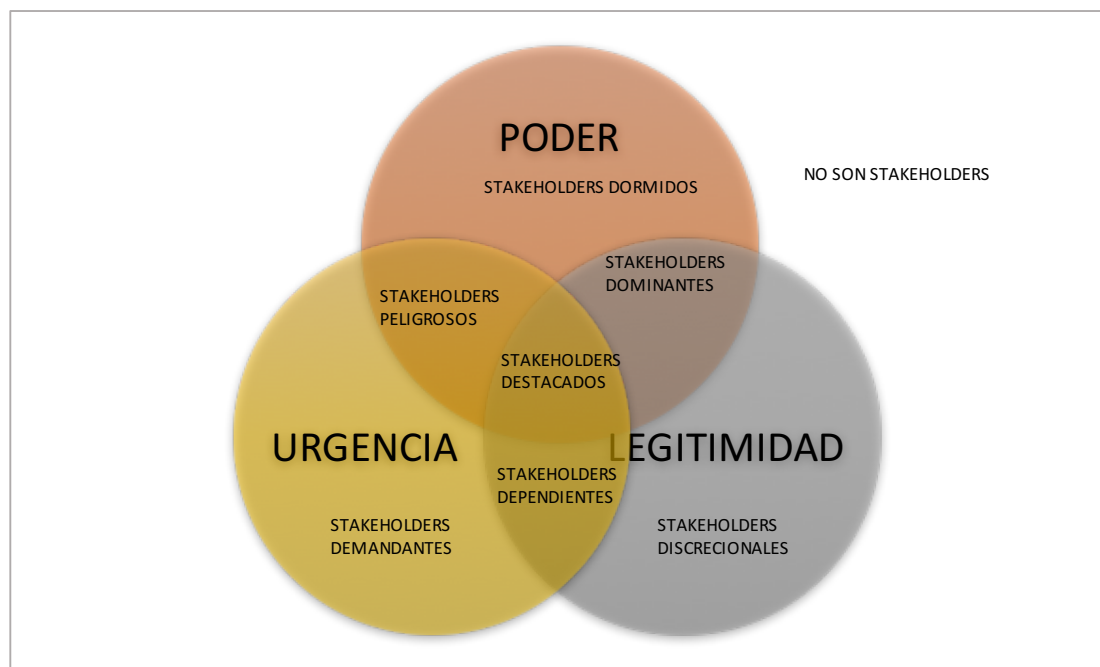 PODER
STAKEHOLDERS DORMIDOS
NO SON STAKEHOLDERS
STAKEHOLDERS
DOMINANTES
STAKEHOLDERS
PELIGROSOS
STAKEHOLDERS
DESTACADOS
URGENCIA
LEGITIMIDAD
STAKEHOLDERS
DEPENDIENTES
STAKEHOLDERS
DEMANDANTES
STAKEHOLDERS
DISCRECIONALES